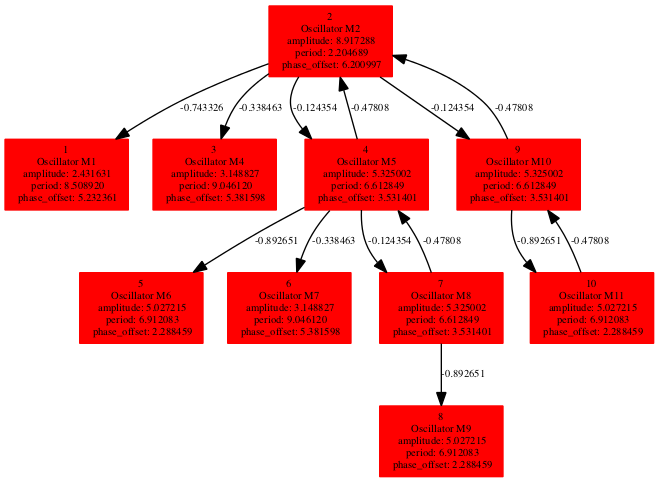 2
Oscillator M2
amplitude: 8.917288
period: 2.204689
phase_offset: 6.200997
-0.743326
-0.338463
-0.124354
-0.47808
-0.124354
-0.47808
1
Oscillator M1
amplitude: 2.431631
period: 8.508920
phase_offset: 5.232361
3
Oscillator M4
amplitude: 3.148827
period: 9.046120
phase_offset: 5.381598
4
Oscillator M5
amplitude: 5.325002
period: 6.612849
phase_offset: 3.531401
9
Oscillator M10
amplitude: 5.325002
period: 6.612849
phase_offset: 3.531401
-0.892651
-0.338463
-0.124354
-0.47808
-0.892651
-0.47808
5
Oscillator M6
amplitude: 5.027215
period: 6.912083
phase_offset: 2.288459
6
Oscillator M7
amplitude: 3.148827
period: 9.046120
phase_offset: 5.381598
7
Oscillator M8
amplitude: 5.325002
period: 6.612849
phase_offset: 3.531401
10
Oscillator M11
amplitude: 5.027215
period: 6.912083
phase_offset: 2.288459
-0.892651
8
Oscillator M9
amplitude: 5.027215
period: 6.912083
phase_offset: 2.288459